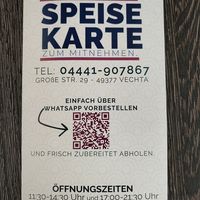 SPEISE
KARTE
ZUM MITNEHMEN.
TEL: 04441-907867
GROßE STR. 29 - 49377 VECHTA
EINFACH ÜBER
WHATSAPP VORBESTELLEN
UND FRISCH ZUBEREITET ABHOLEN
ÖFFNUNGSZEITEN
11:30-14:30 Uhr und 17:00-21:30 Uhr